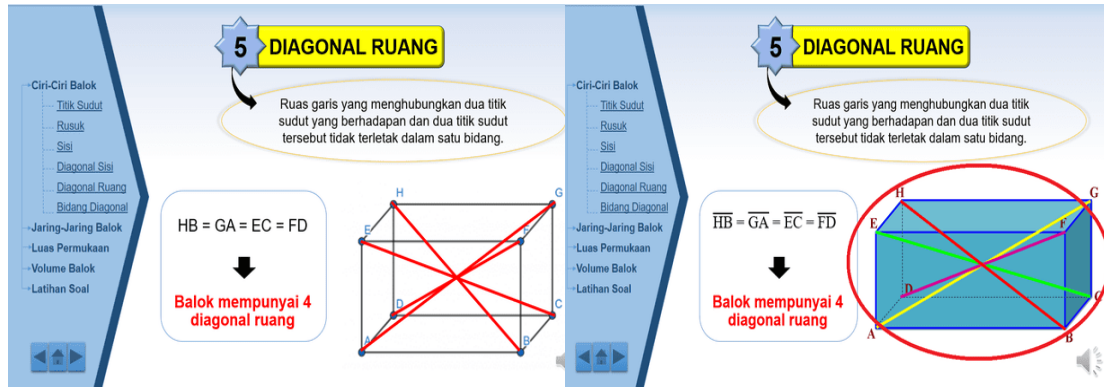 5
DIAGONAL RUANG
Ciri-Ciri Balok
Titik Sudut
Rusuk
Sisi
Diagonal Sisi
Diagonal Ruang
Bidang Diagonal
Jaring-Jaring Balok
Luas Permukaan
Volume Balok
Latihan Soal
Ruas garis yang menghubungkan dua titik
sudut yang berhadapan dan dua titik sudut
tersebut tidak terletak dalam satu bidang.
HB = GA = EC = FD
Balok mempunyai 4
diagonal ruang
H
G
E
F
D
C
A
B
5
DIAGONAL RUANG
Ciri-Ciri Balok
Titik Sudut
Rusuk
Sisi
Diagonal Sisi
Diagonal Ruang
Bidang Diagonal
Jaring-Jaring Balok
Luas Permukaan
Volume Balok
Latihan Soal
Ruas garis yang menghubungkan dua titik
sudut yang berhadapan dan dua titik sudut
tersebut tidak terletak dalam satu bidang.
H̅B̅ = G̅A̅ = E̅C̅ = F̅D̅
Balok mempunyai 4
diagonal ruang
H
G
E
F
D
C
A
B